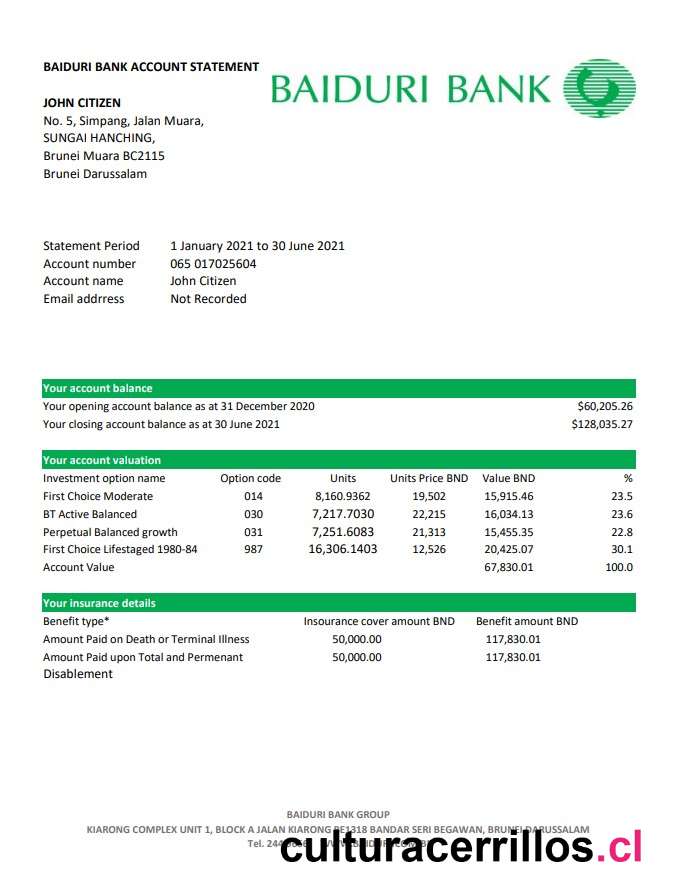 BAIDURI BANK ACCOUNT STATEMENT
BAIDURI BANK
JOHN CITIZEN
No. 5, Simpang, Jalan Muara,
SUNGAI HANCHING,
Brunei Muara BC2115
Brunei Darussalam
Statement Period 1 January 2021 to 30 June 2021
Account number 065 017025604
Account name John Citizen
Email addrress Not Recorded
Your account balance
Your opening account balance as at 31 December 2020 $60,205.26
Your closing account balance as at 30 June 2021 $128,035.27
Your account valuation
Investment option name Option code Units Units Price BND Value BND %
First Choice Moderate 014 8,160.9362 19,502 15,915.46 23.5
BT Active Balanced 030 7,217.7030 22,215 16,034.13 23.6
Perpetual Balanced growth 031 7,251.6083 21,313 15,455.35 22.8
First Choice Lifestaged 1980-84 987 16,306.1403 12,526 20,425.07 30.1
Account Value 67,830.01 100.0
Your insurance details
Benefit type* Insourance cover amount BND Benefit amount BND
Amount Paid on Death or Terminal Illness 50,000.00 117,830.01
Amount Paid upon Total and Permenant 50,000.00 117,830.01
Disablement
BAIDURI BANK GROUP
KIARONG COMPLEX UNIT 1, BLOCK A JALAN KIARONG BE1318 BANDAR SERI BEGAWAN, BRUNEI DARUSSALAM
Tel.
culturacerrillos.cl